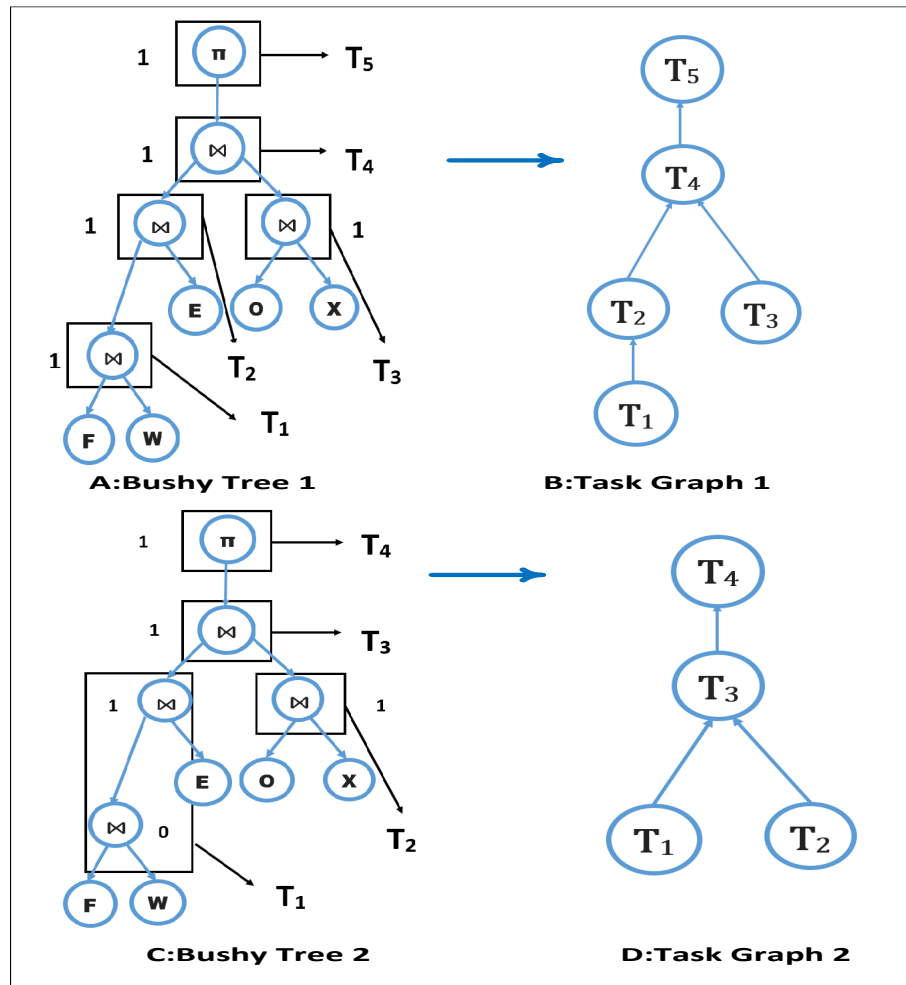 1 π T₅ T₅
1 ⋈ T₄ T₄
1 ⋈ ⋈ 1
E O X T₂ T₃
1 ⋈ T₂ T₃
F W T₁ T₁
A:Bushy Tree 1 B:Task Graph 1
1 π T₄ T₄
1 ⋈ T₃ T₃
1 ⋈ ⋈ 1
E O X
⋈ 0 T₂ T₁ T₂
F W T₁
C:Bushy Tree 2 D:Task Graph 2